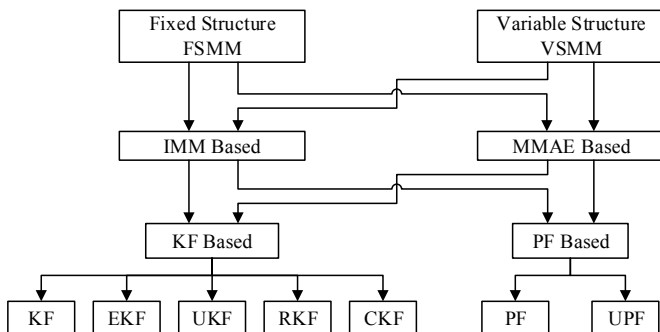 Fixed Structure
FSMM
Variable Structure
VSMM
IMM Based
MMAE Based
KF Based
PF Based
KF
EKF
UKF
RKF
CKF
PF
UPF